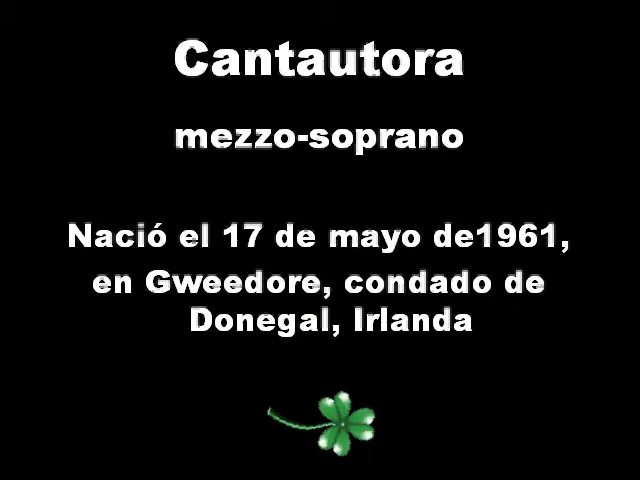 Cantautora
mezzo-soprano
Nació el 17 de mayo de1961,
en Gweedore, condado de
Donegal, Irlanda